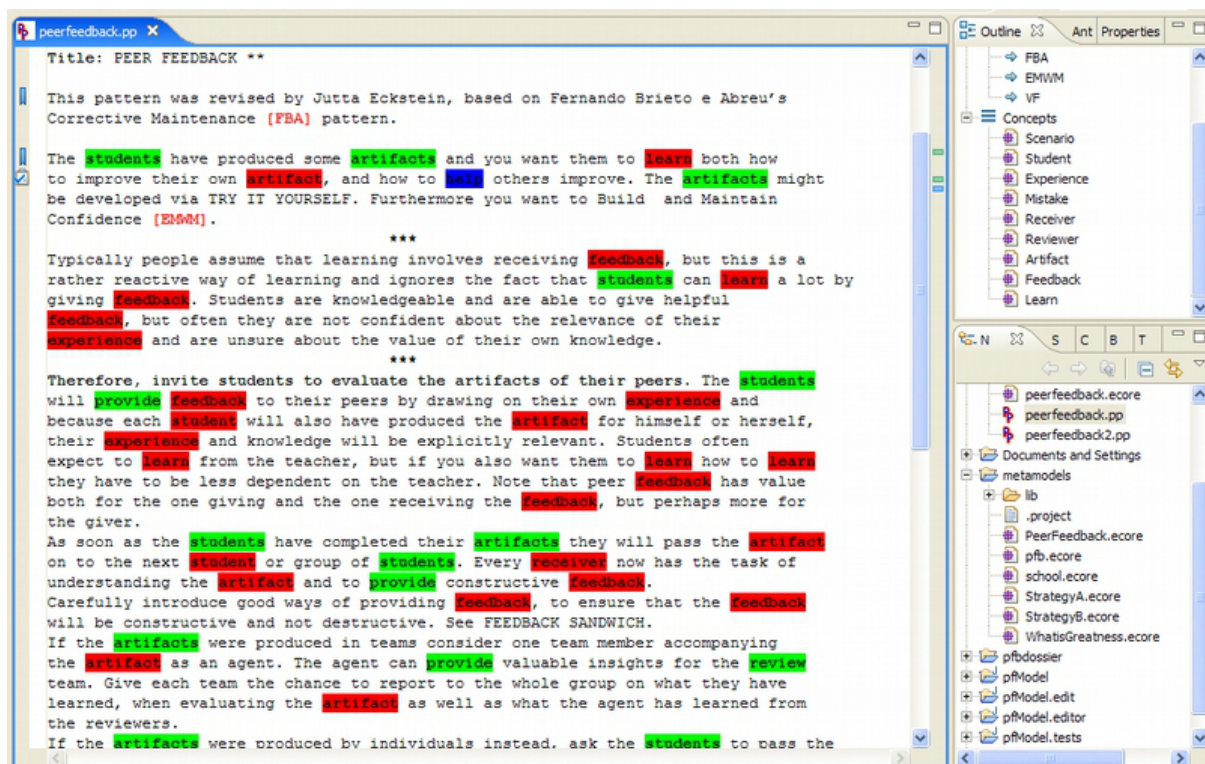 peerfeedback.pp
Title: PEER FEEDBACK **
This pattern was revised by Jutta Eckstein, based on Fernando Brieto e Abreu's
Corrective Maintenance [FBA] pattern.
The students have produced some artifacts and you want them to learn both how
to improve their own artifact, and how to help others improve. The artifacts might
be developed via TRY IT YOURSELF. Furthermore you want to Build and Maintain
Confidence [EMWM].
***
Typically people assume that learning involves receiving feedback, but this is a
rather reactive way of learning and ignores the fact that students can learn a lot by
giving feedback. Students are knowledgeable and are able to give helpful
feedback, but often they are not confident about the relevance of their
experience and are unsure about the value of their own knowledge.
***
Therefore, invite students to evaluate the artifacts of their peers. The students
will provide feedback to their peers by drawing on their own experience and
because each student will also have produced the artifact for himself or herself,
their experience and knowledge will be explicitly relevant. Students often
expect to learn from the teacher, but if you also want them to learn how to learn
they have to be less dependent on the teacher. Note that peer feedback has value
both for the one giving and the one receiving the feedback, but perhaps more for
the giver.
As soon as the students have completed their artifacts they will pass the artifact
on to the next student or group of students. Every receiver now has the task of
understanding the artifact and to provide constructive feedback.
Carefully introduce good ways of providing feedback, to ensure that the feedback
will be constructive and not destructive. See FEEDBACK SANDWICH.
If the artifacts were produced in teams consider one team member accompanying
the artifact as an agent. The agent can provide valuable insights for the review
team. Give each team the chance to report to the whole group on what they have
learned, when evaluating the artifact as well as what the agent has learned from
the reviewers.
If the artifacts were produced by individuals instead, ask the students to pass the
Outline Ant Properties
FBA
EMWM
VF
Concepts
Scenario
Student
Experience
Mistake
Receiver
Reviewer
Artifact
Feedback
Learn
N S C B T
peerfeedback.ecore
peerfeedback.pp
peerfeedback2.pp
Documents and Settings
metamodels
lib
.project
PeerFeedback.ecore
pfb.ecore
school.ecore
StrategyA.ecore
StrategyB.ecore
WhatisGreatness.ecore
pfbdossier
pfModel
pfModel.edit
pfModel.editor
pfModel.tests